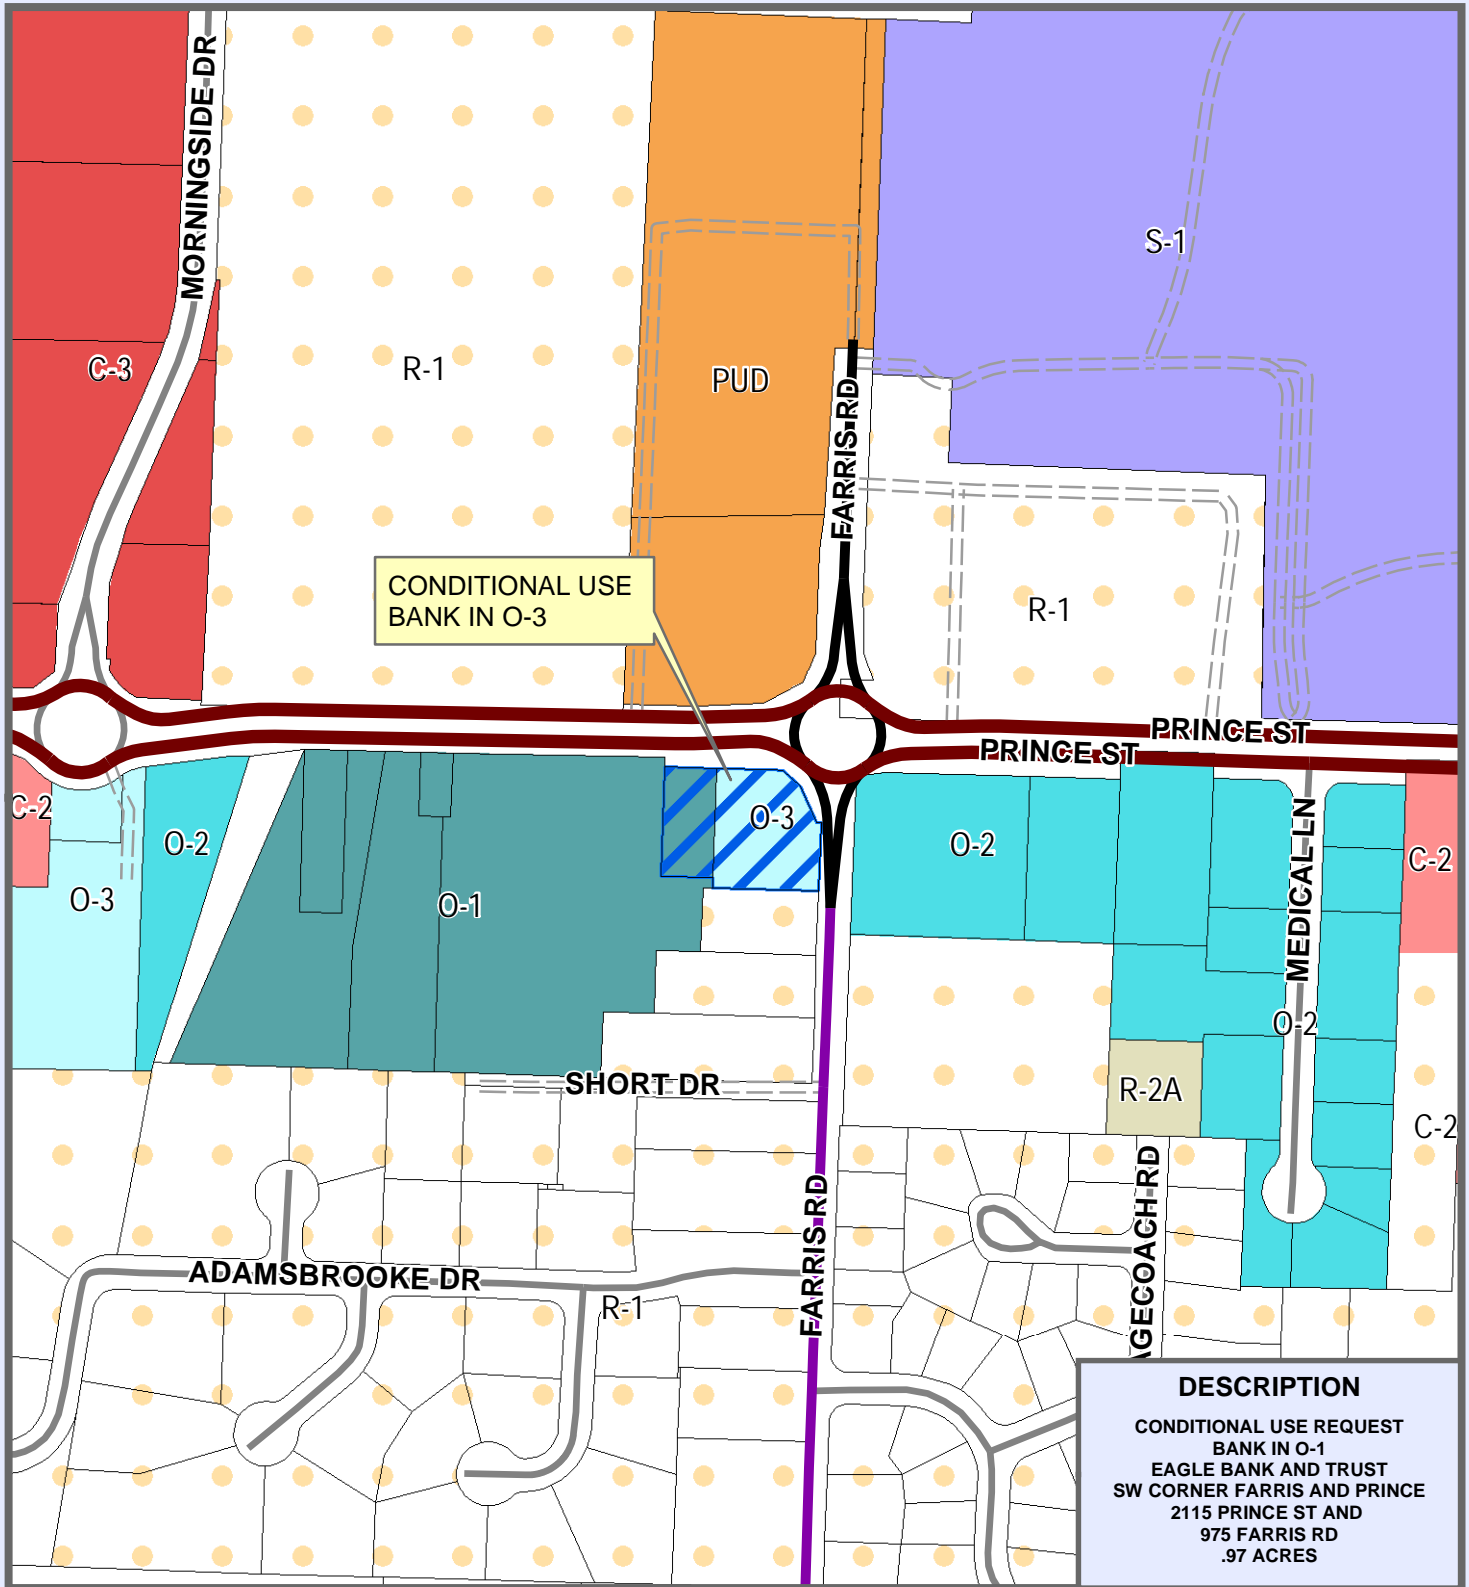 MORNINGSIDE DR
S-1
C-3
R-1
PUD
FARRIS RD
CONDITIONAL USE
BANK IN O-3
R-1
PRINCE ST
PRINCE ST
C-2
O-2
O-3
O-1
O-3
O-2
MEDICAL LN
C-2
O-2
SHORT DR
R-2A
C-2
FARRIS RD
AGECOACH RD
ADAMSBROOKE DR
R-1
DESCRIPTION
CONDITIONAL USE REQUEST
BANK IN O-1
EAGLE BANK AND TRUST
SW CORNER FARRIS AND PRINCE
2115 PRINCE ST AND
975 FARRIS RD
.97 ACRES